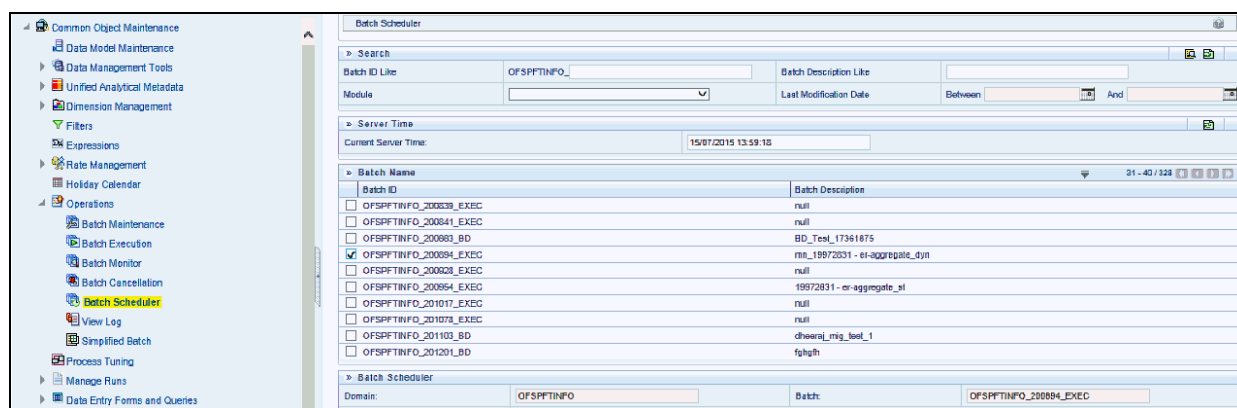 Common Object Maintenance
Data Model Maintenance
Data Management Tools
Unified Analytical Metadata
Dimension Management
Filters
Expressions
Rate Management
Holiday Calendar
Operations
Batch Maintenance
Batch Execution
Batch Monitor
Batch Cancellation
Batch Scheduler
View Log
Simplified Batch
Process Tuning
Manage Runs
Data Entry Forms and Queries
Batch Scheduler
» Search
Batch ID Like OFSPFTINFO_ Batch Description Like
Module Last Modification Date Between And
» Server Time
Current Server Time: 15/07/2015 13:59:18
» Batch Name 31 - 40 / 328
Batch ID Batch Description
OFSPFTINFO_200839_EXEC null
OFSPFTINFO_200841_EXEC null
OFSPFTINFO_200883_BD BD_Test_17361875
OFSPFTINFO_200894_EXEC rnn_19972831 - er-aggregate_dyn
OFSPFTINFO_200928_EXEC null
OFSPFTINFO_200954_EXEC 19972831 - er-aggregate_st
OFSPFTINFO_201017_EXEC null
OFSPFTINFO_201078_EXEC null
OFSPFTINFO_201103_BD dheeraj_mig_test_1
OFSPFTINFO_201201_BD fghgfh
» Batch Scheduler
Domain: OFSPFTINFO Batch: OFSPFTINFO_200894_EXEC